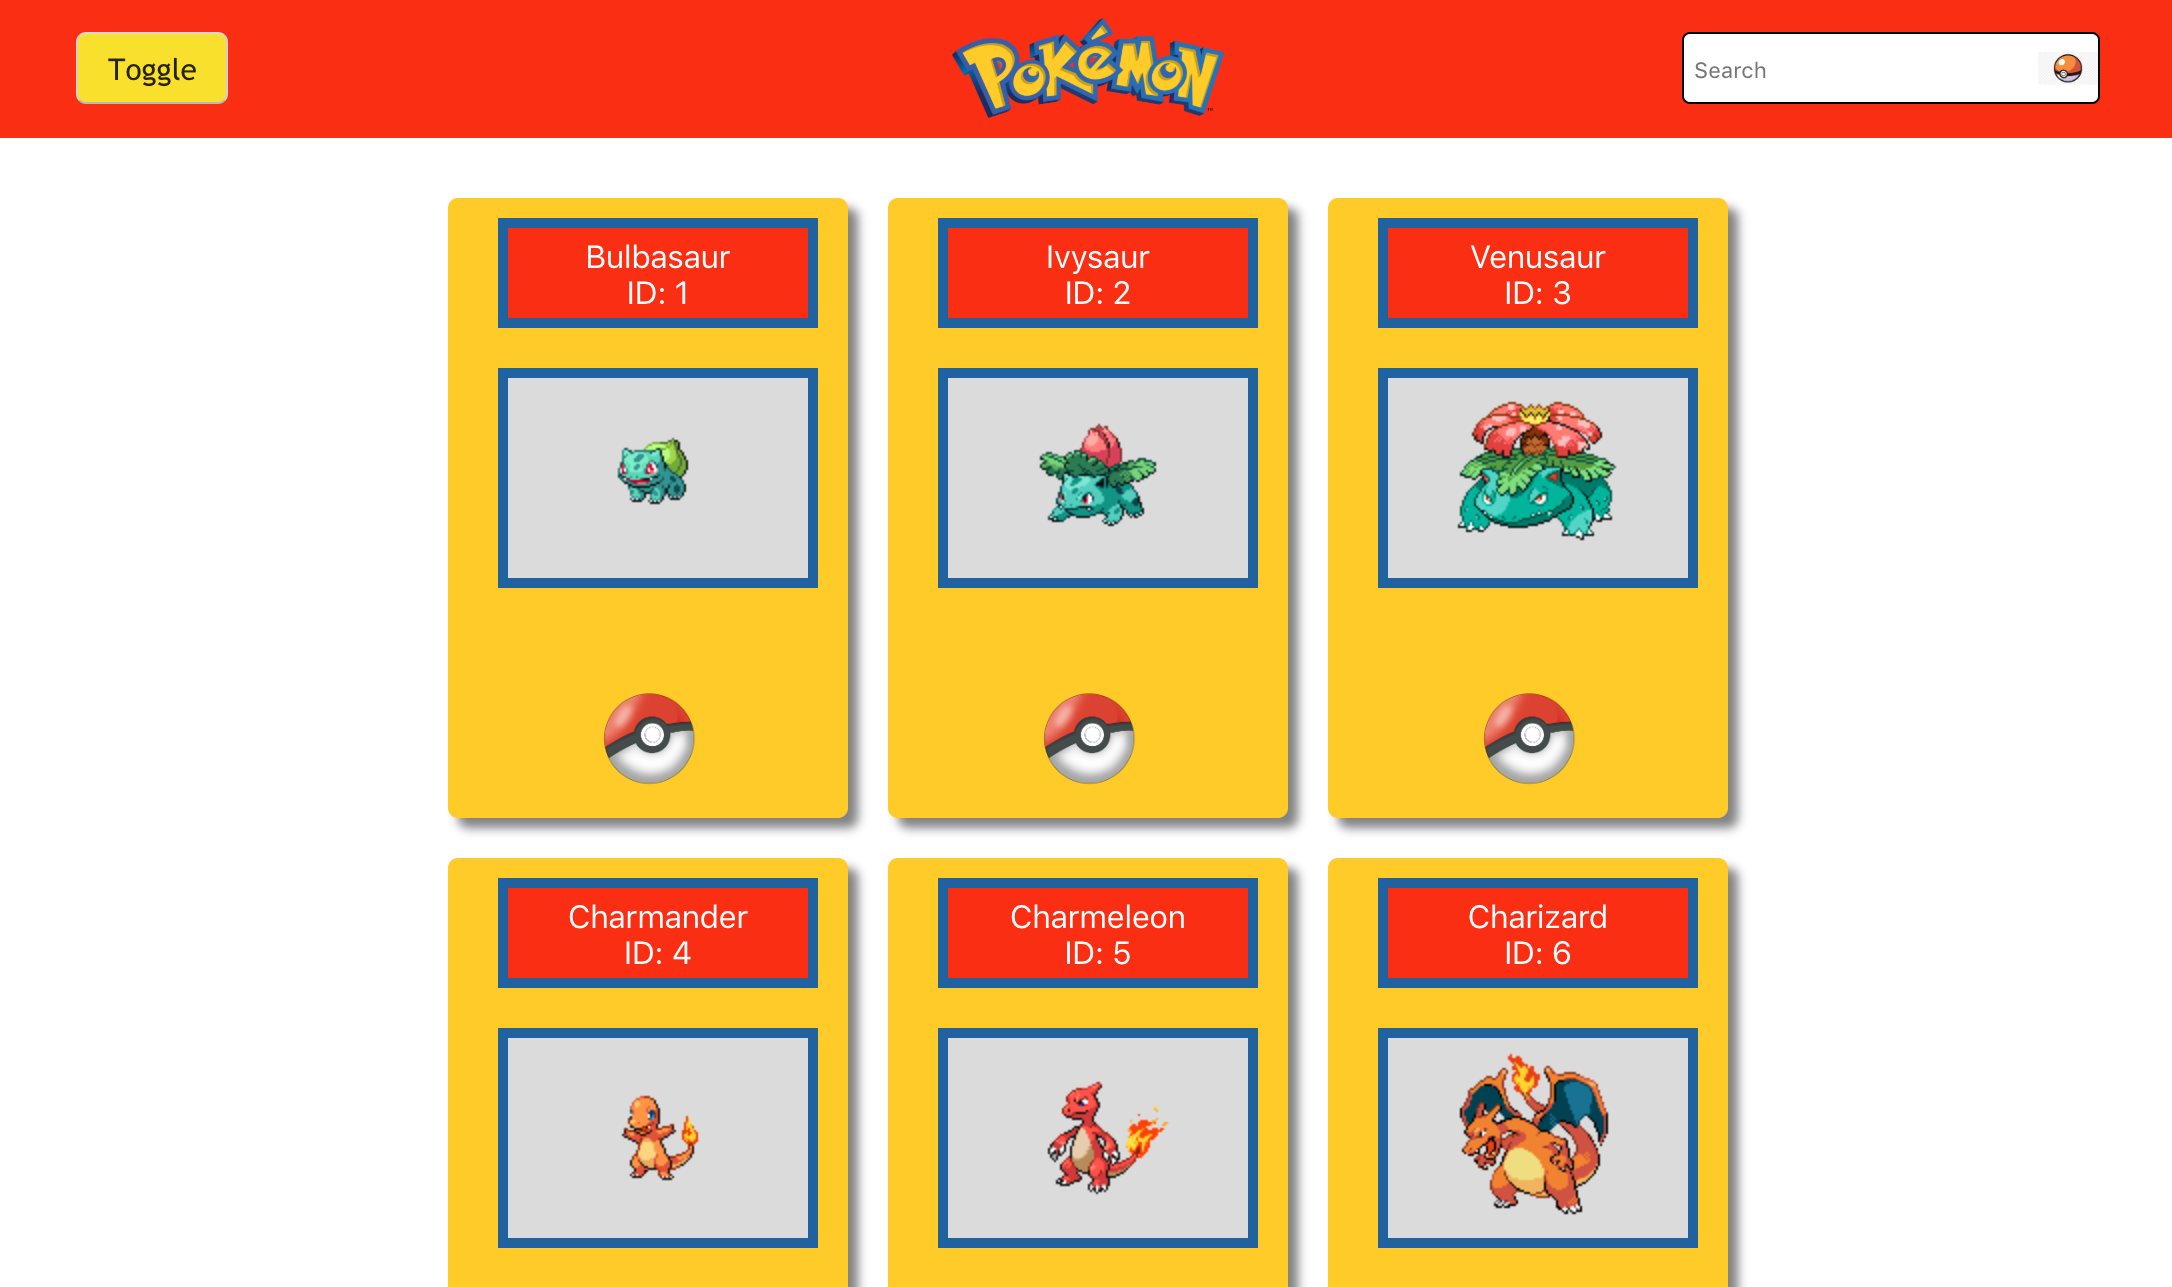 Toggle
POKéMON
Search
Bulbasaur
ID: 1
Ivysaur
ID: 2
Venusaur
ID: 3
Charmander
ID: 4
Charmeleon
ID: 5
Charizard
ID: 6